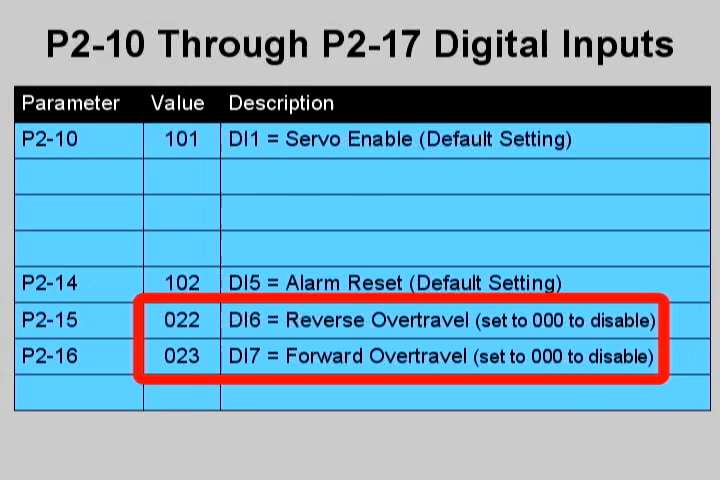 P2-10 Through P2-17 Digital Inputs
Parameter Value Description
P2-10 101 DI1 = Servo Enable (Default Setting)
P2-14 102 DI5 = Alarm Reset (Default Setting)
P2-15 022 DI6 = Reverse Overtravel (set to 000 to disable)
P2-16 023 DI7 = Forward Overtravel (set to 000 to disable)